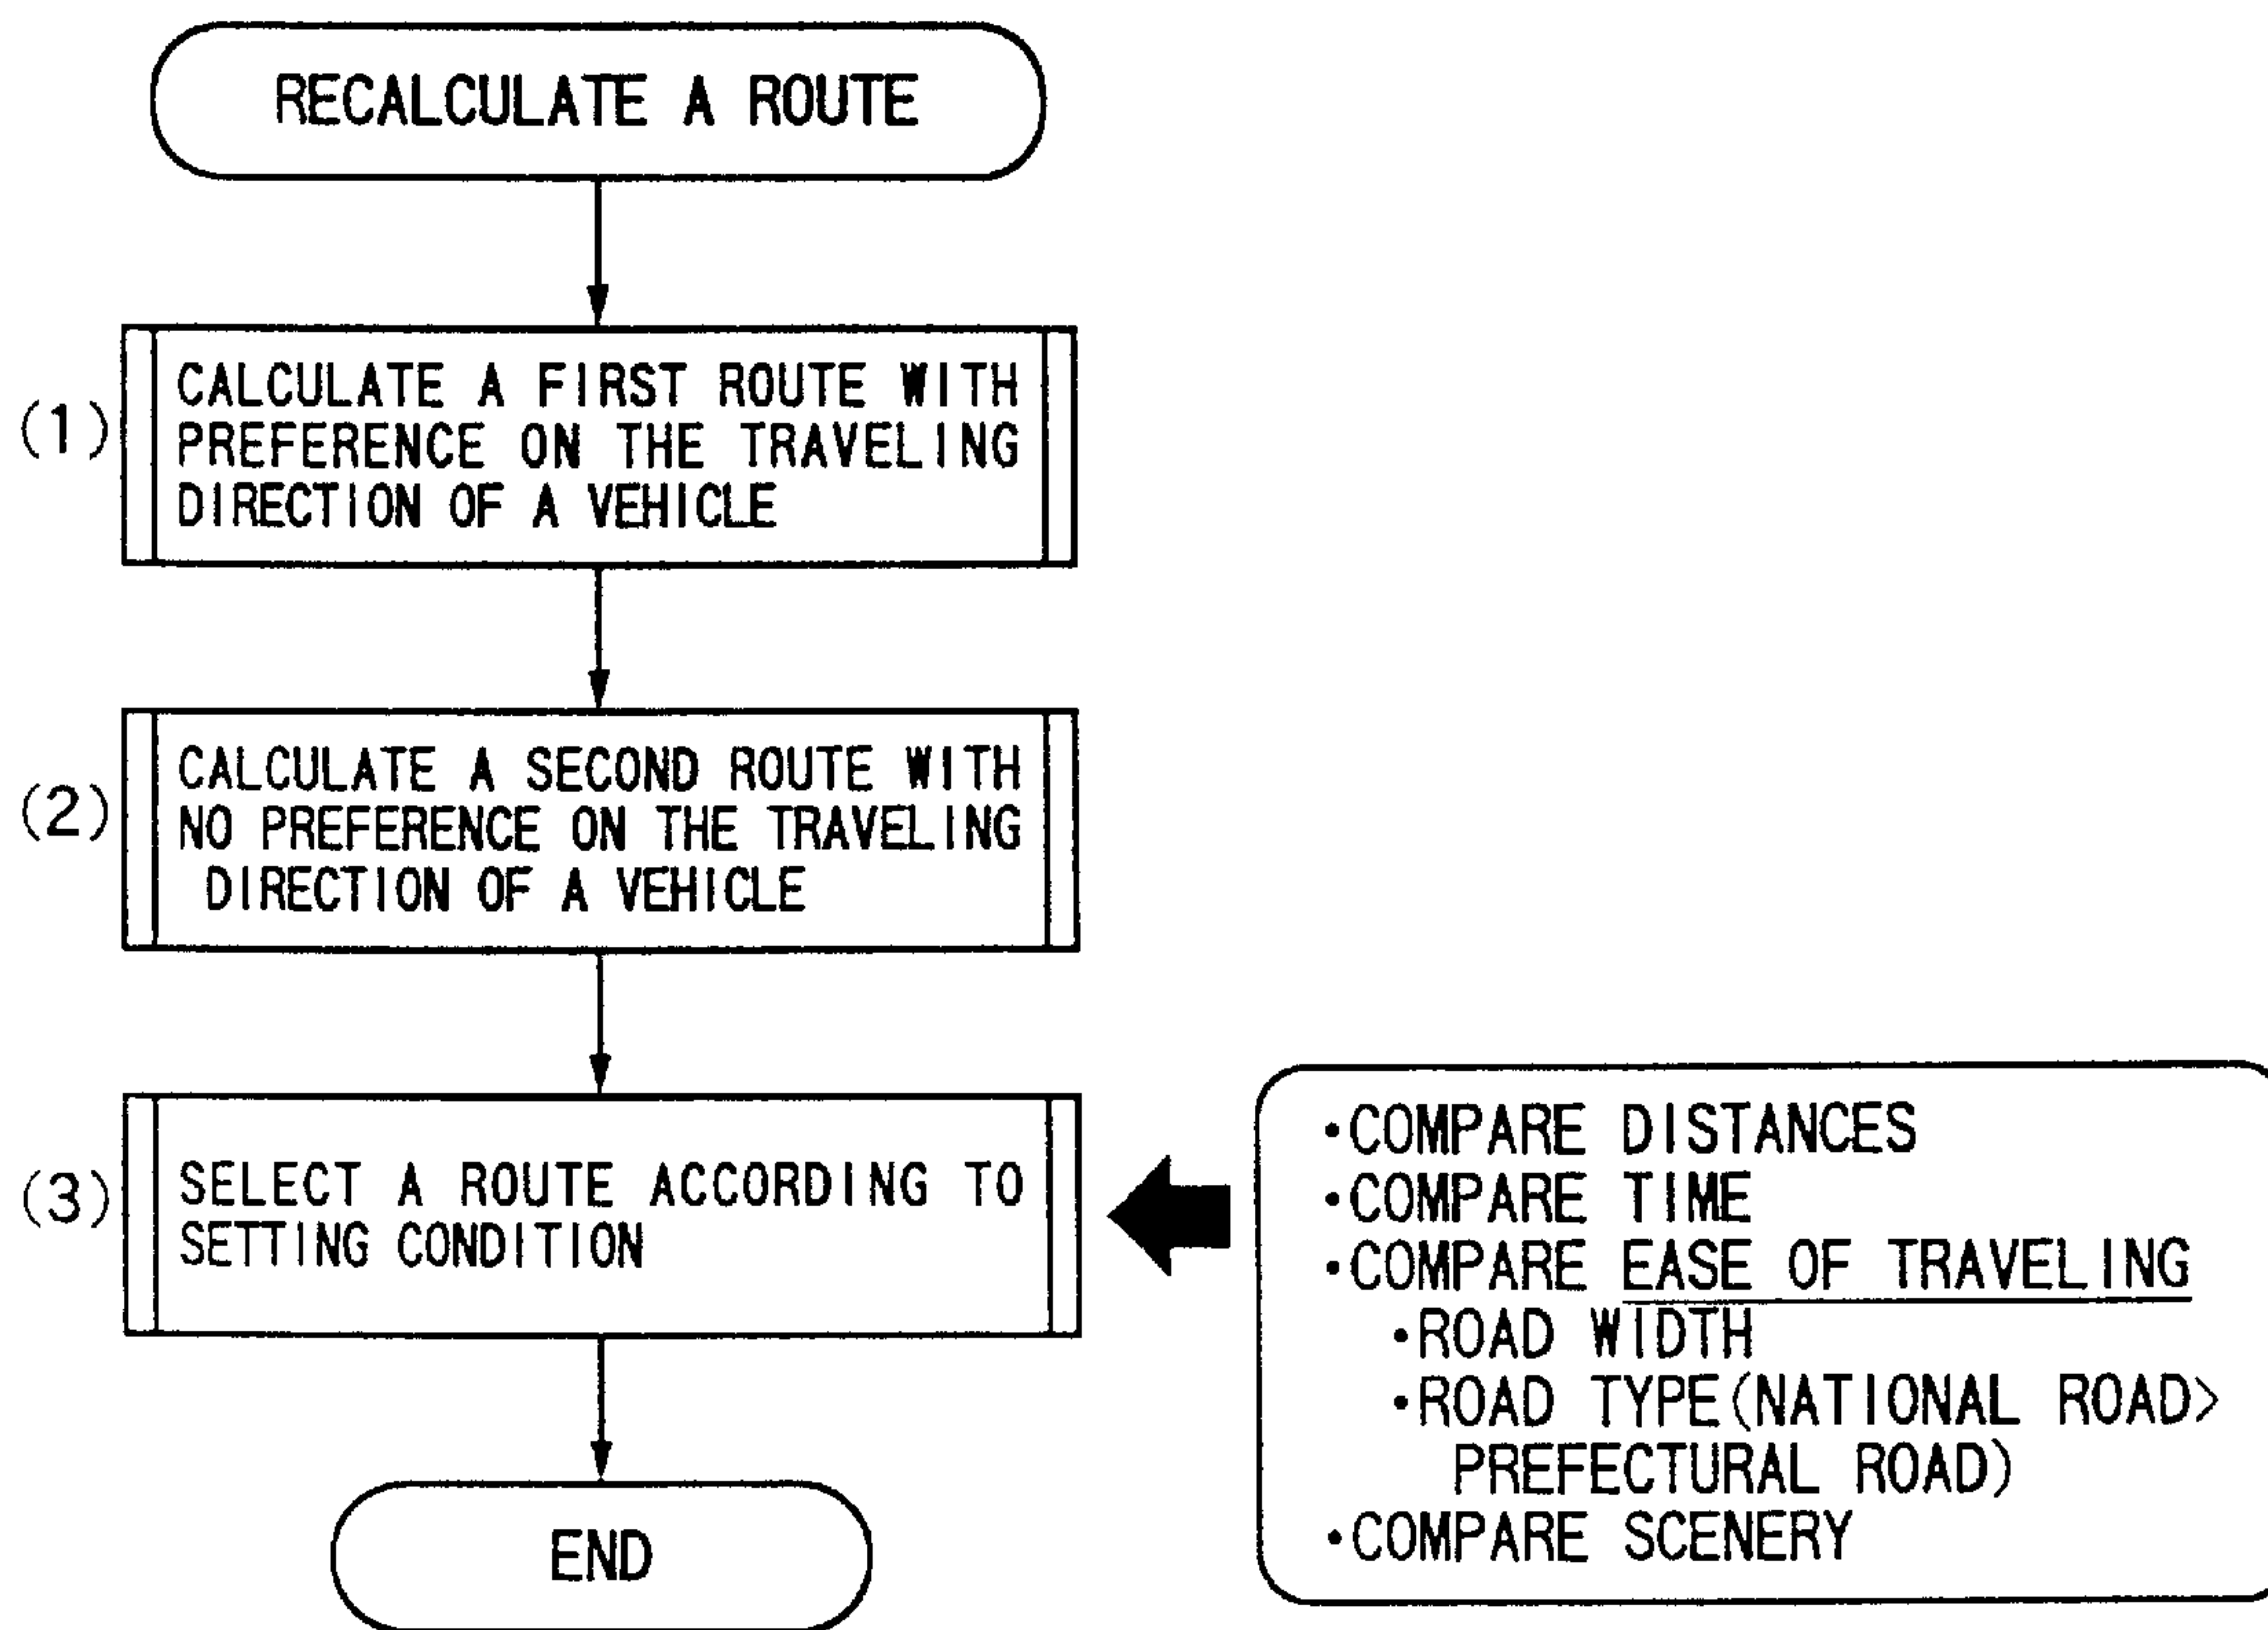 RECALCULATE A ROUTE
(1)
CALCULATE A FIRST ROUTE WITH
PREFERENCE ON THE TRAVELING
DIRECTION OF A VEHICLE
(2)
CALCULATE A SECOND ROUTE WITH
NO PREFERENCE ON THE TRAVELING
DIRECTION OF A VEHICLE
(3)
SELECT A ROUTE ACCORDING TO
SETTING CONDITION
•COMPARE DISTANCES
•COMPARE TIME
•COMPARE EASE OF TRAVELING
•ROAD WIDTH
•ROAD TYPE(NATIONAL ROAD>
PREFECTURAL ROAD)
•COMPARE SCENERY
END